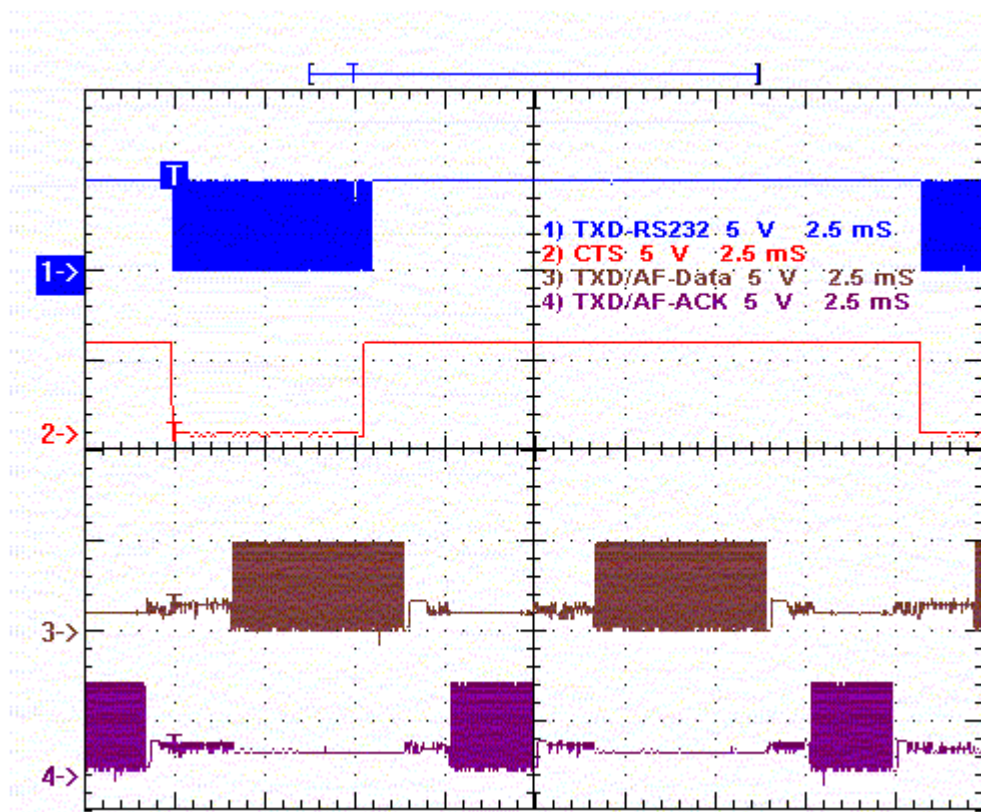 T
1->
1) TXD-RS232 5 V 2.5 mS
2) CTS 5 V 2.5 mS
3) TXD/AF-Data 5 V 2.5 mS
4) TXD/AF-ACK 5 V 2.5 mS
2->
3->
4->